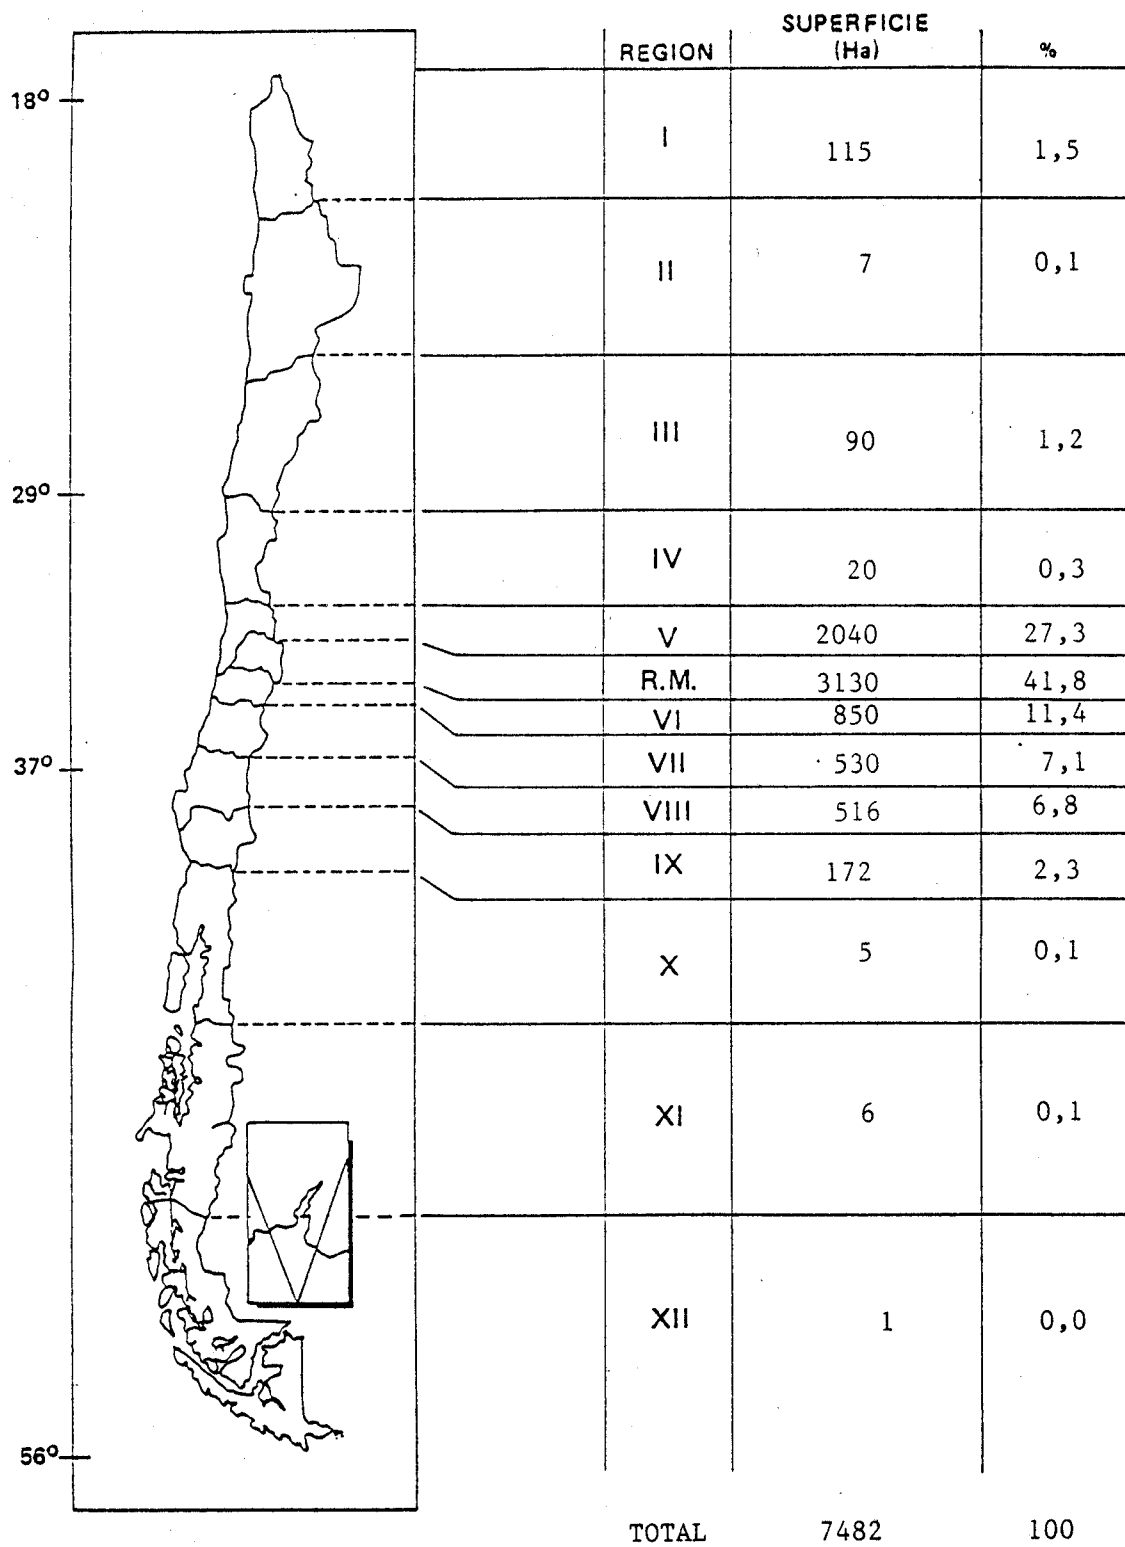 SUPERFICIE
REGION (Ha) %
18°
I 115 1,5
II 7 0,1
III 90 1,2
29°
IV 20 0,3
V 2040 27,3
R.M. 3130 41,8
VI 850 11,4
37°
VII 530 7,1
VIII 516 6,8
IX 172 2,3
X 5 0,1
XI 6 0,1
XII 1 0,0
56°
TOTAL 7482 100